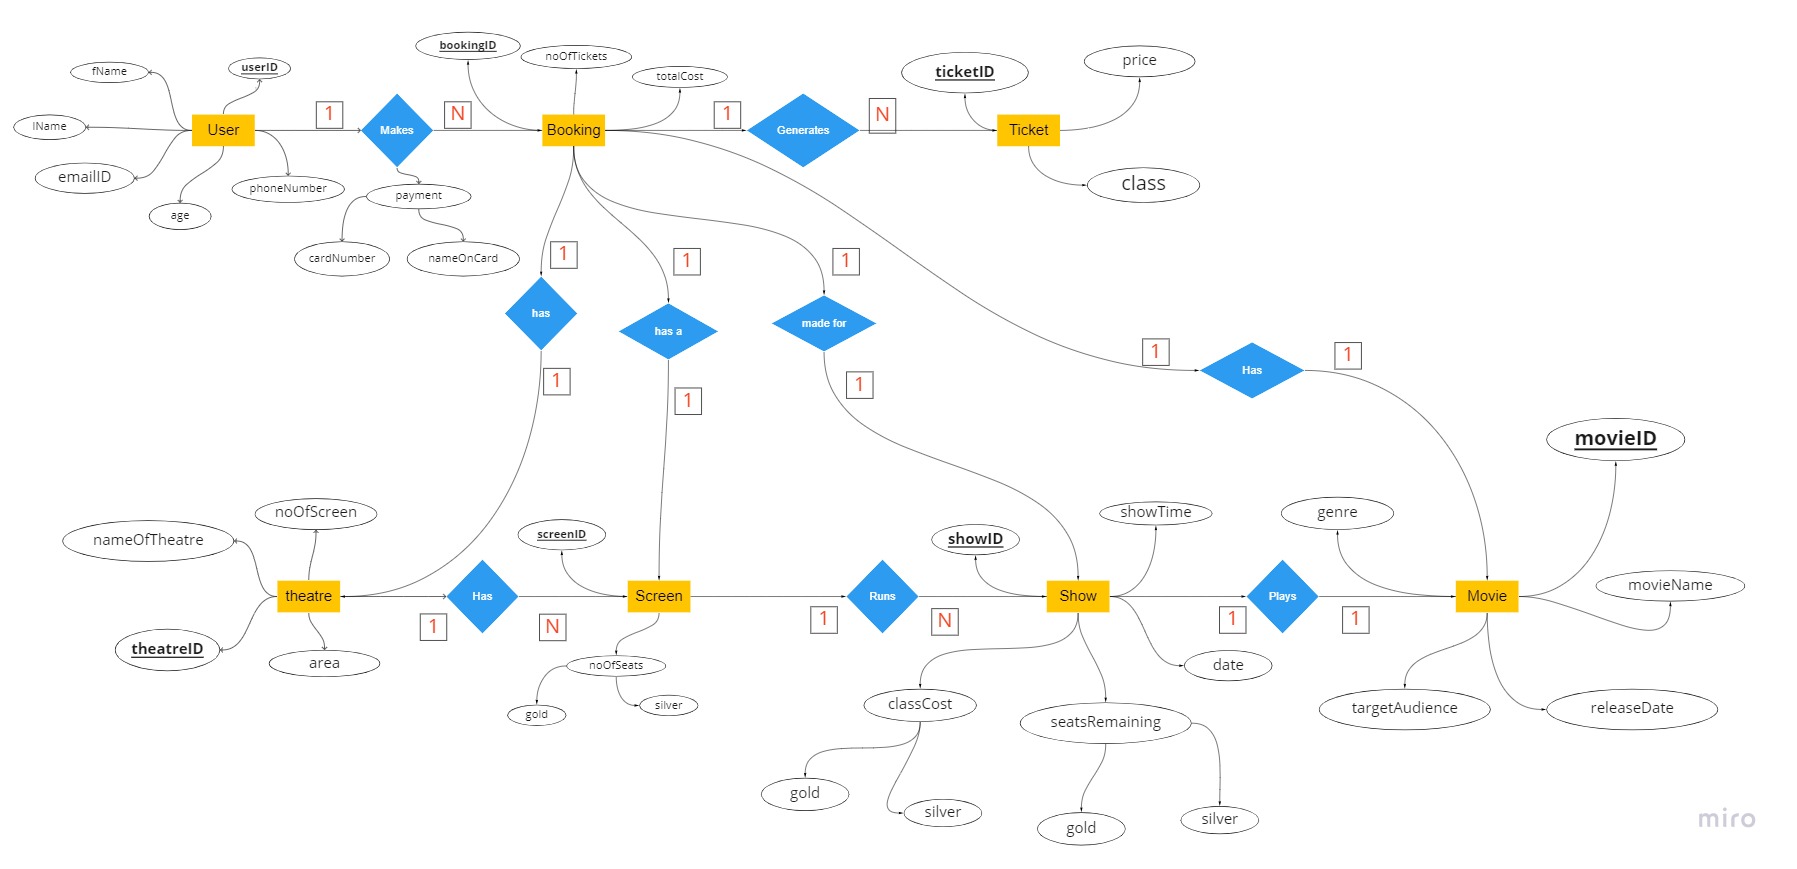 bookingID
noOfTickets
fName
userID
totalCost
ticketID
price
1
N
1
N
lName
User
Makes
Booking
Generates
Ticket
emailID
phoneNumber
payment
class
age
cardNumber
nameOnCard
1
1
1
has
has a
made for
1
1
Has
1
1
1
movieID
nameOfTheatre
noOfScreen
screenID
showID
showTime
genre
movieName
theatre
Has
Screen
Runs
Show
Plays
Movie
1
N
1
N
1
1
theatreID
area
noOfSeats
date
gold
silver
classCost
seatsRemaining
targetAudience
releaseDate
gold
silver
gold
silver
miro